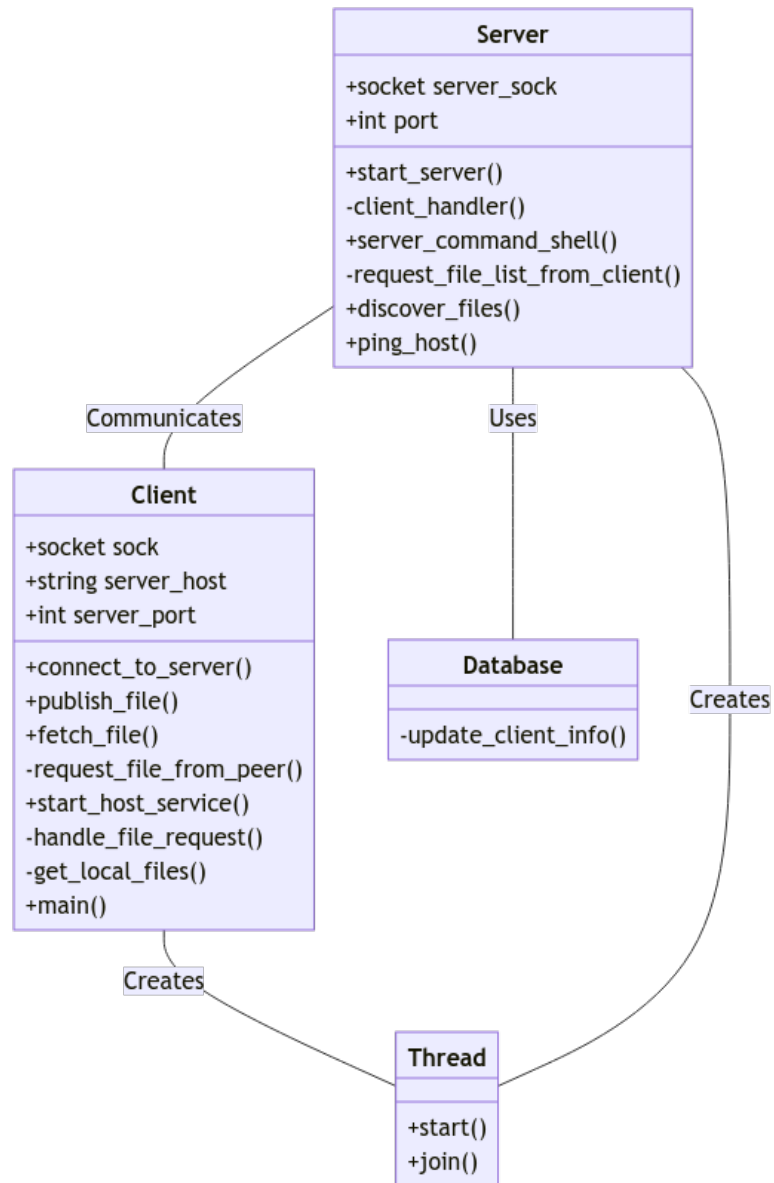 Server
+socket server_sock
+int port
+start_server()
-client_handler()
+server_command_shell()
-request_file_list_from_client()
+discover_files()
+ping_host()
Communicates
Uses
Client
+socket sock
+string server_host
+int server_port
+connect_to_server()
+publish_file()
+fetch_file()
-request_file_from_peer()
+start_host_service()
-handle_file_request()
-get_local_files()
+main()
Database
-update_client_info()
Creates
Creates
Thread
+start()
+join()